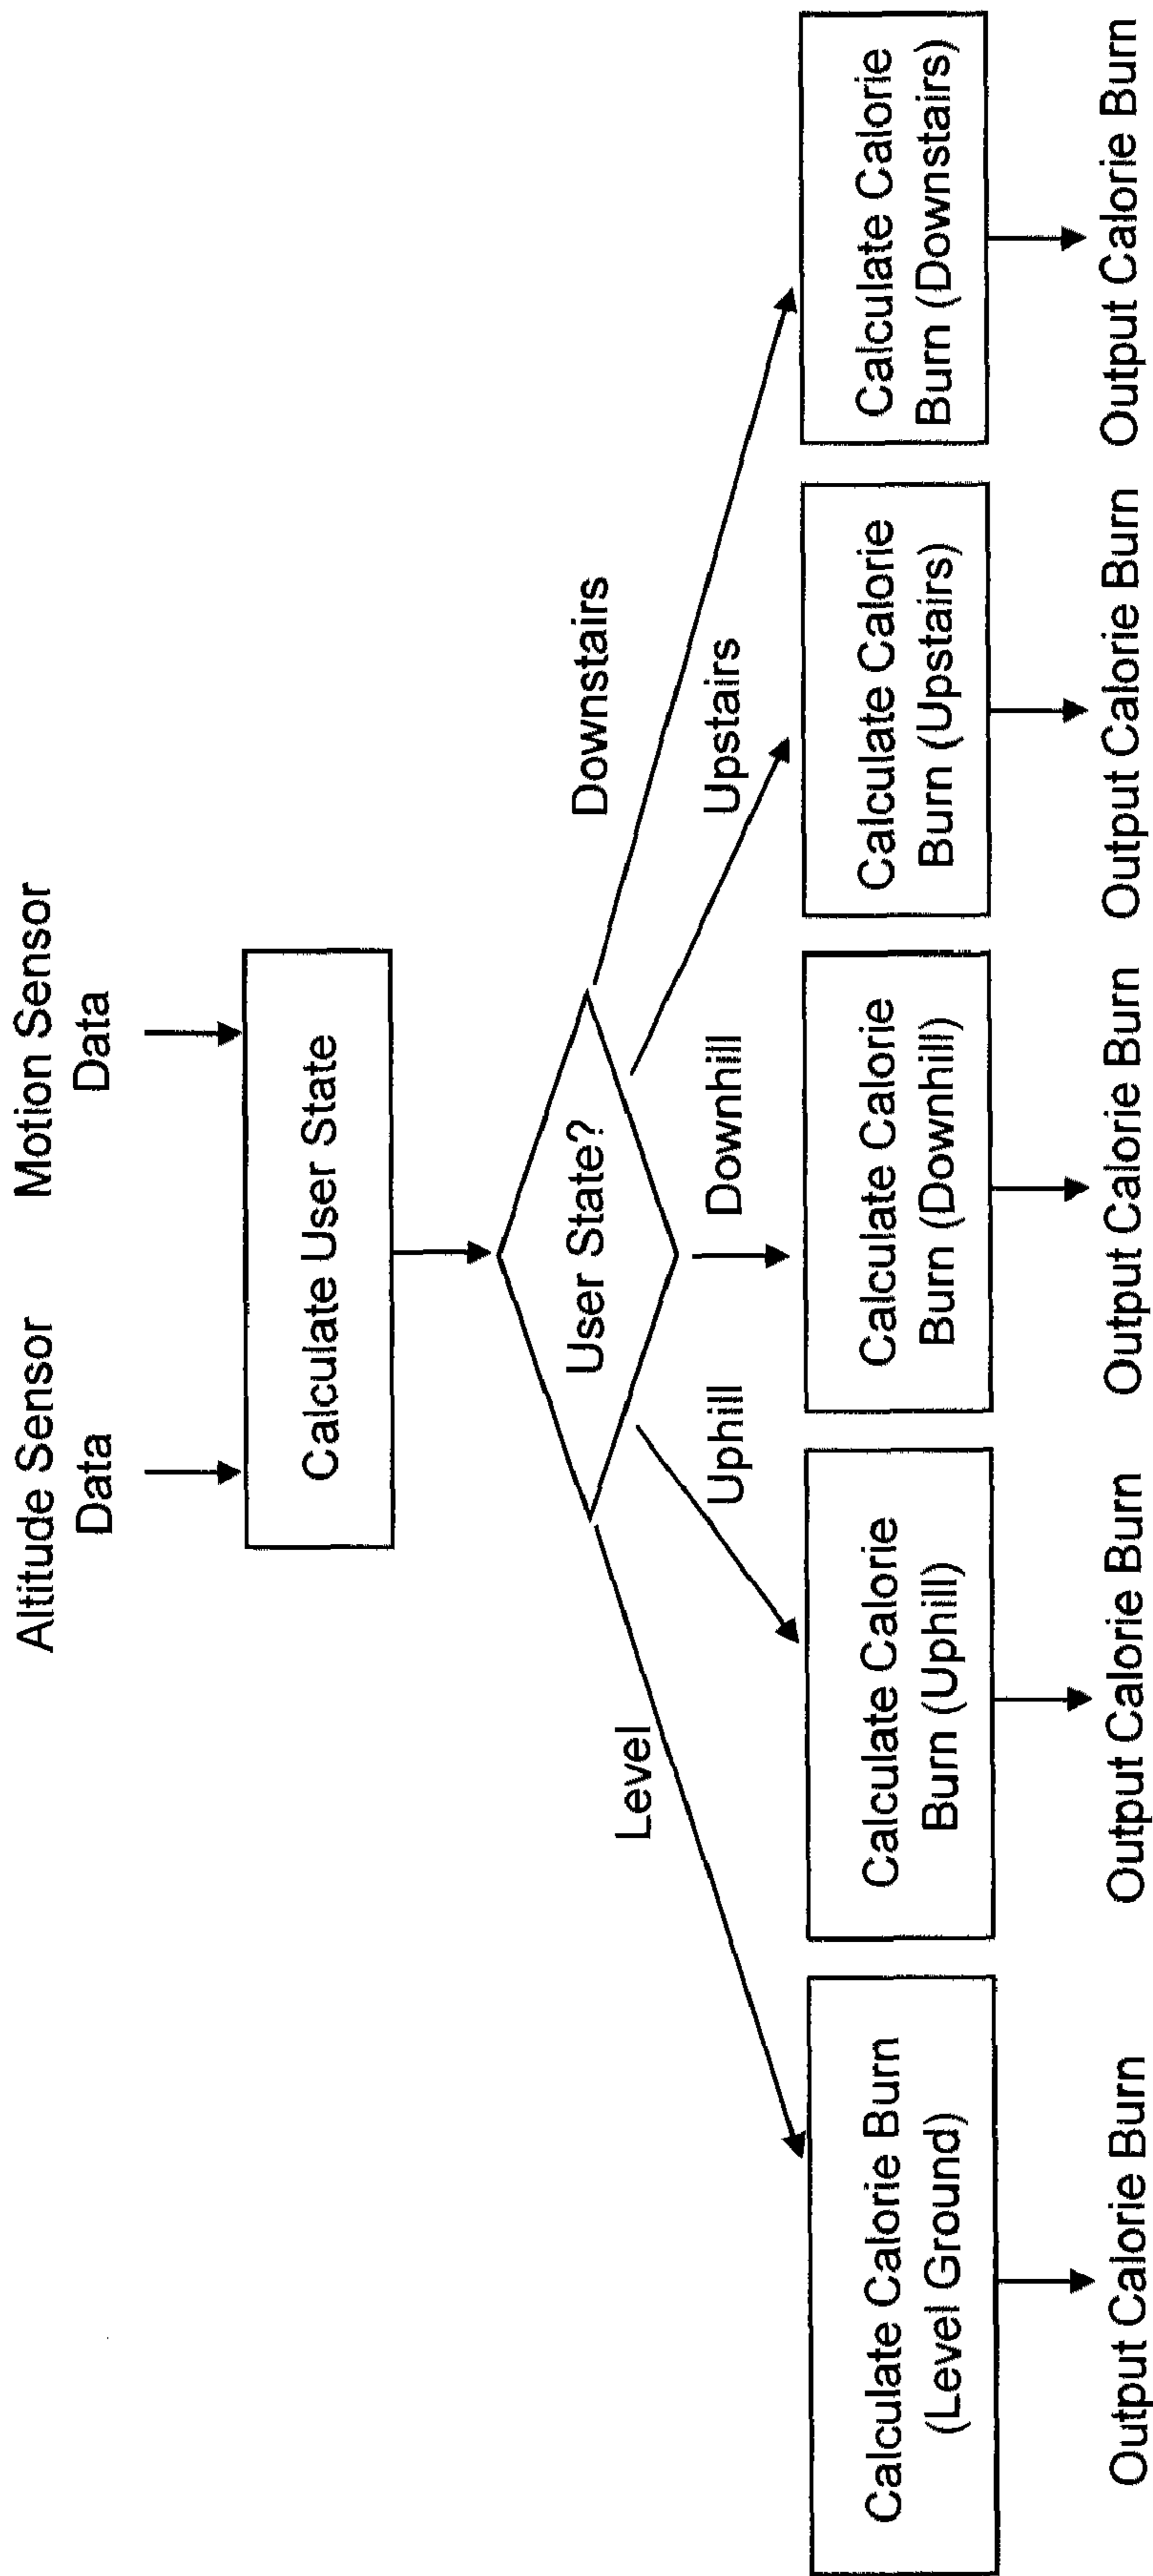 Altitude Sensor
Data
Motion Sensor
Data
Calculate User State
User State?
Level
Uphill
Downhill
Upstairs
Downstairs
Calculate Calorie Burn
(Level Ground)
Calculate Calorie
Burn (Uphill)
Calculate Calorie
Burn (Downhill)
Calculate Calorie
Burn (Upstairs)
Calculate Calorie
Burn (Downstairs)
Output Calorie Burn
Output Calorie Burn
Output Calorie Burn
Output Calorie Burn
Output Calorie Burn